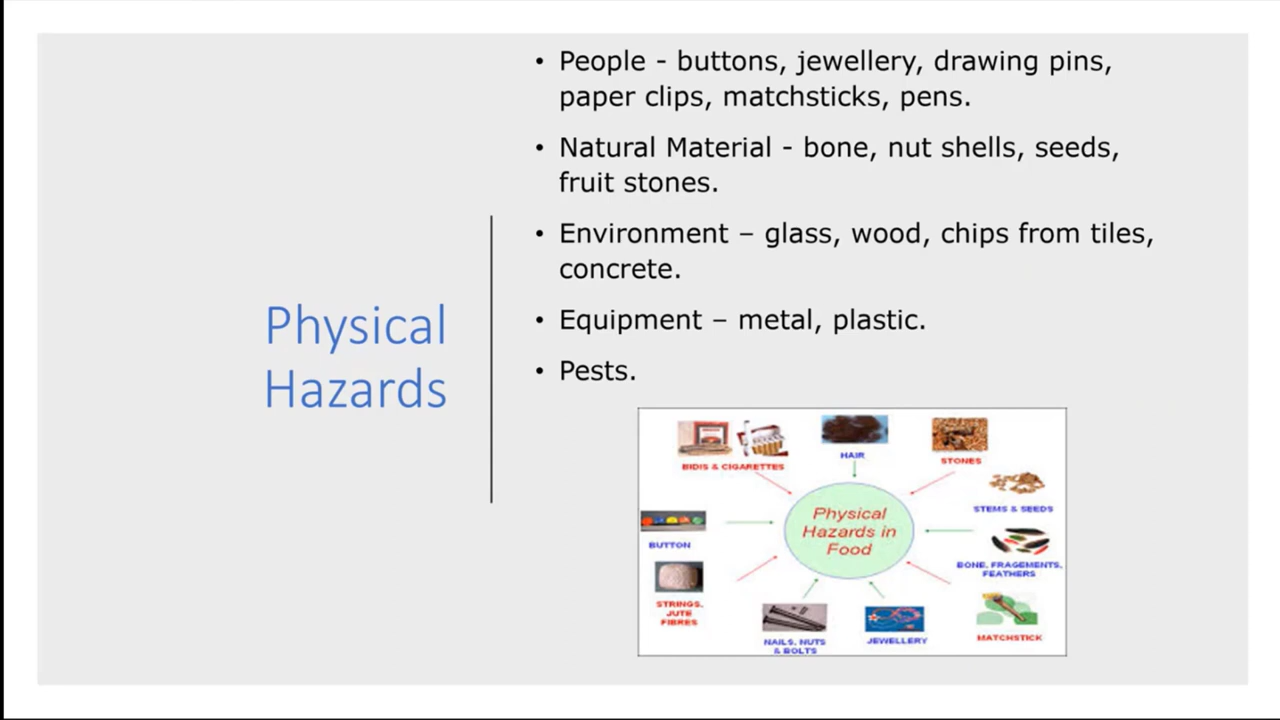 Physical
Hazards
• People - buttons, jewellery, drawing pins,
paper clips, matchsticks, pens.
• Natural Material - bone, nut shells, seeds,
fruit stones.
• Environment – glass, wood, chips from tiles,
concrete.
• Equipment – metal, plastic.
• Pests.
BIDIS & CIGARETTES
HAIR
STONES
STEMS & SEEDS
BUTTON
Physical
Hazards in
Food
BONE, FRAGEMENTS,
FEATHERS
STRINGS,
JUTE
FIBRES
NAILS, NUTS
& BOLTS
JEWELLERY
MATCHSTICK